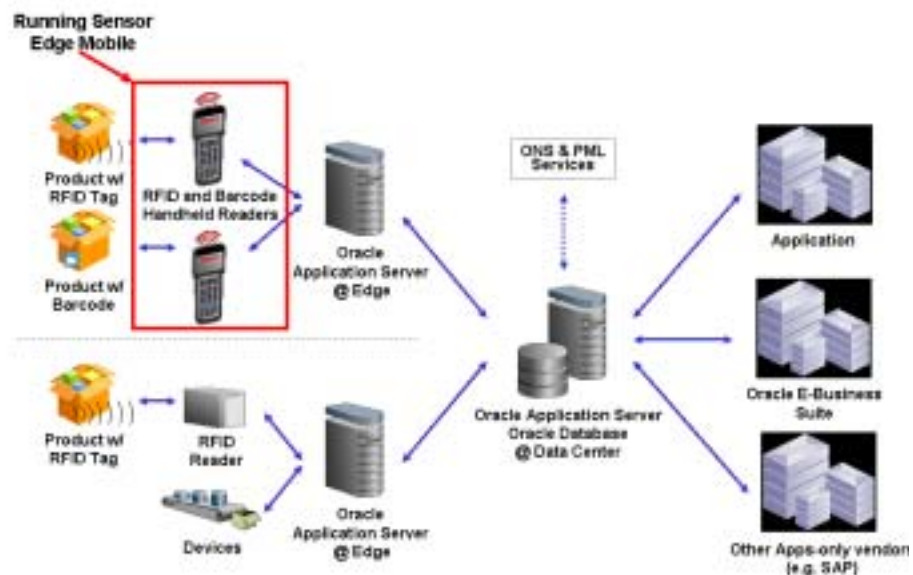 Running Sensor
Edge Mobile
Product w/
RFID Tag
RFID and Barcode
Handheld Readers
Product w/
Barcode
Oracle
Application Server
@ Edge
ONS & PML
Services
Application
Oracle E-Business
Suite
Oracle Application Server
Oracle Database
@ Data Center
Product w/
RFID Tag
RFID
Reader
Devices
Oracle
Application Server
@ Edge
Other Apps-only vendors
(e.g. SAP)